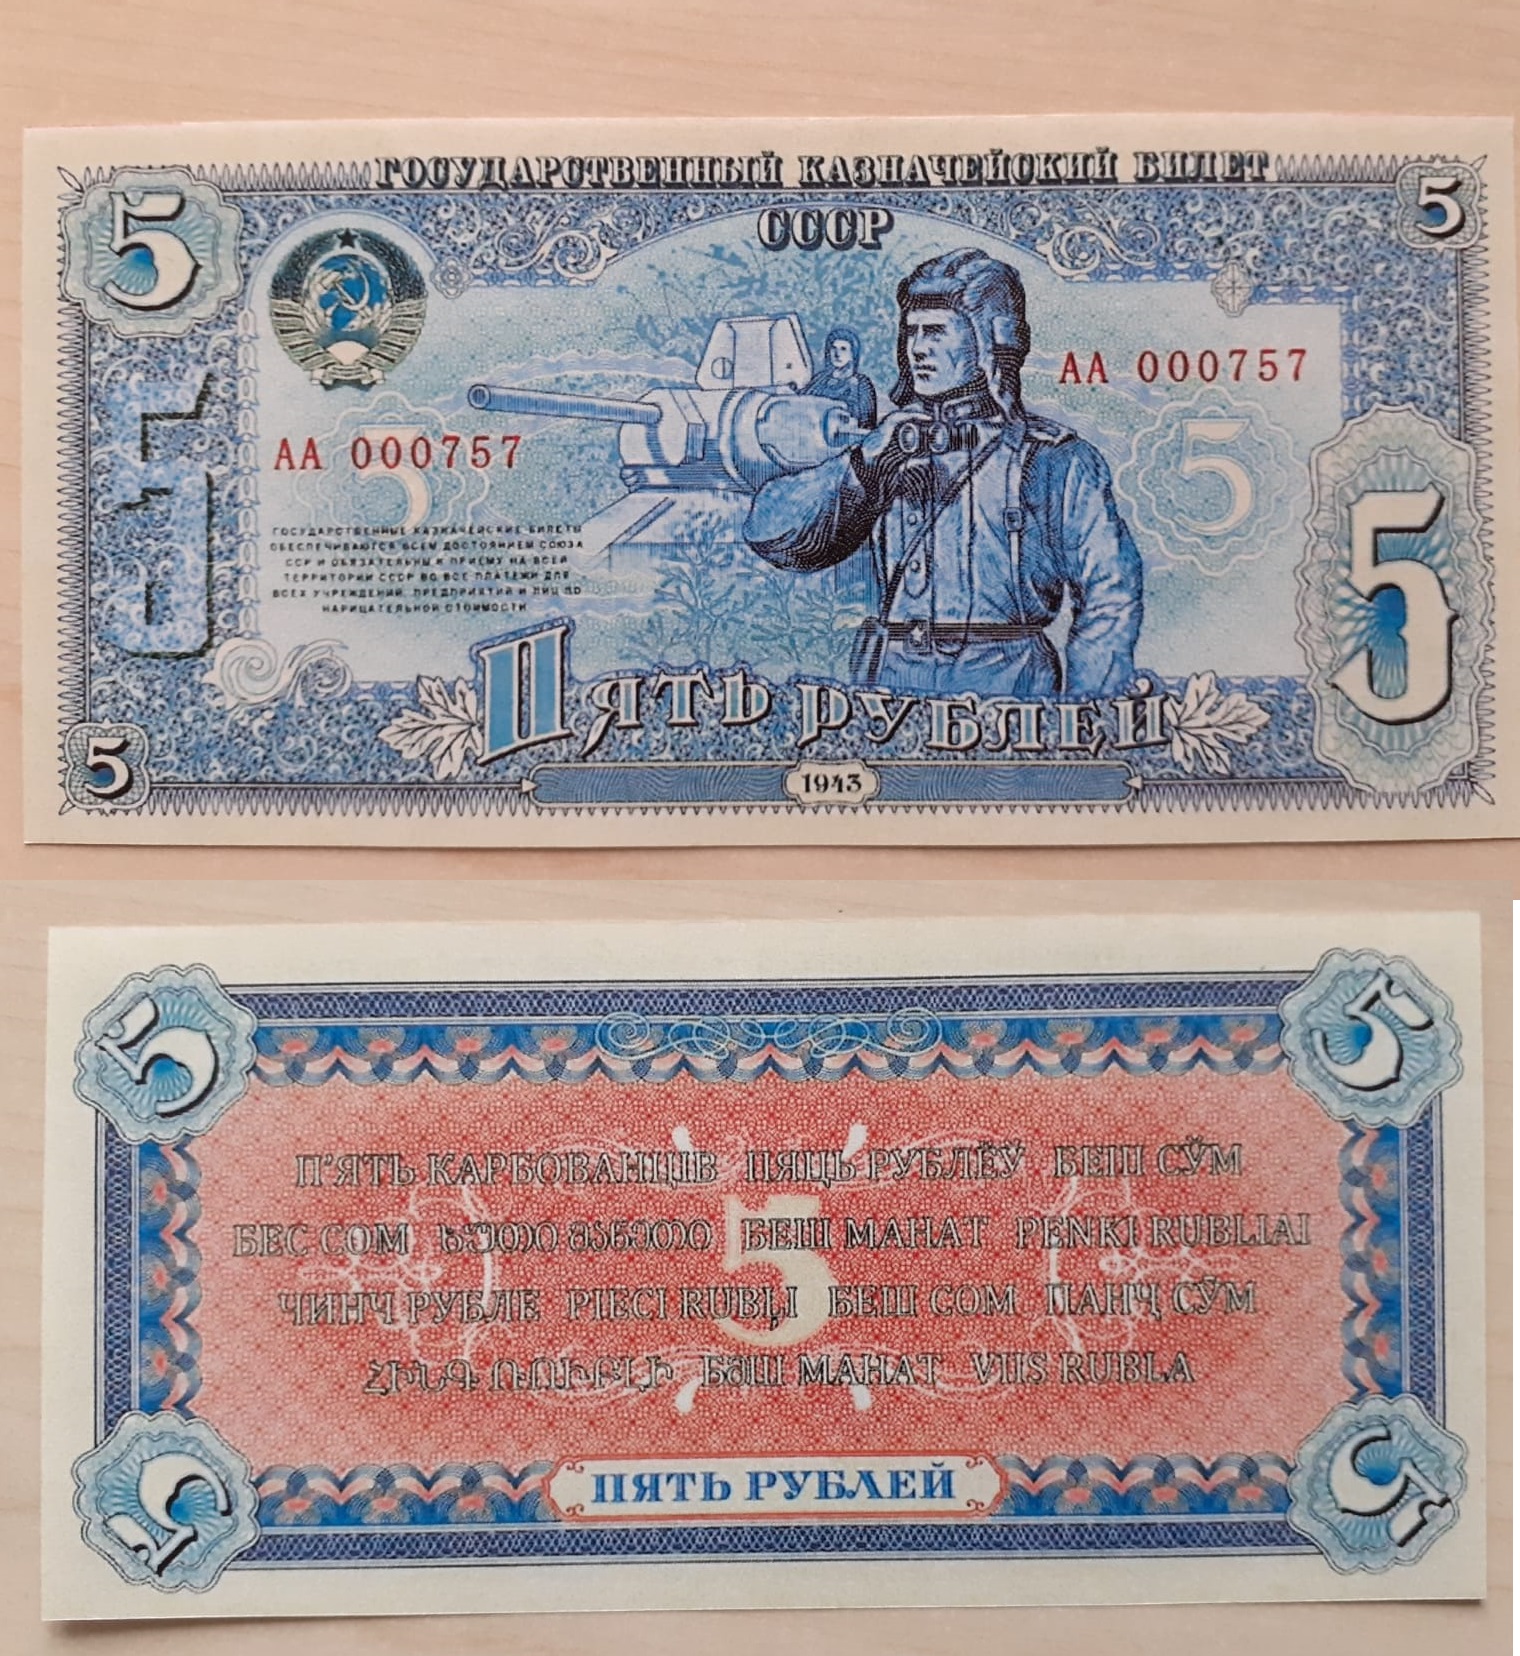 ГОСУДАРСТВЕННЫЙ КАЗНАЧЕЙСКИЙ БИЛЕТ
5
5
СССР
АА 000757
АА 000757
5
5
ГОСУДАРСТВЕННЫЕ КАЗНАЧЕЙСКИЕ БИЛЕТЫ
ОБЕСПЕЧИВАЮТСЯ ВСЕМ ДОСТОЯНИЕМ СОЮЗА
ССР И ОБЯЗАТЕЛЬНЫ К ПРИЕМУ НА ВСЕЙ
ТЕРРИТОРИИ СССР ВО ВСЕ ПЛАТЕЖИ ДЛЯ
ВСЕХ УЧРЕЖДЕНИЙ, ПРЕДПРИЯТИЙ И ЛИЦ ПО
НАРИЦАТЕЛЬНОЙ СТОИМОСТИ
5
ПЯТЬ РУБЛЕЙ
5
1943
5
5
П'ЯТЬ КАРБОВАНЦІВ ПЯЦЬ РУБЛЁЎ БЕШ СЎМ
БЕС СОМ ხუთი მანეთი БЕШ МАНАТ PENKI RUBLIAI
5
ЧИНЧ РУБЛЕ PIECI RUBĻI БЕШ СОМ ПАНҶ СЎМ
ՀԻՆԳ ՌՈՒԲԼԻ БЭШ МАНАТ VIIS RUBLA
5
ПЯТЬ РУБЛЕЙ
5